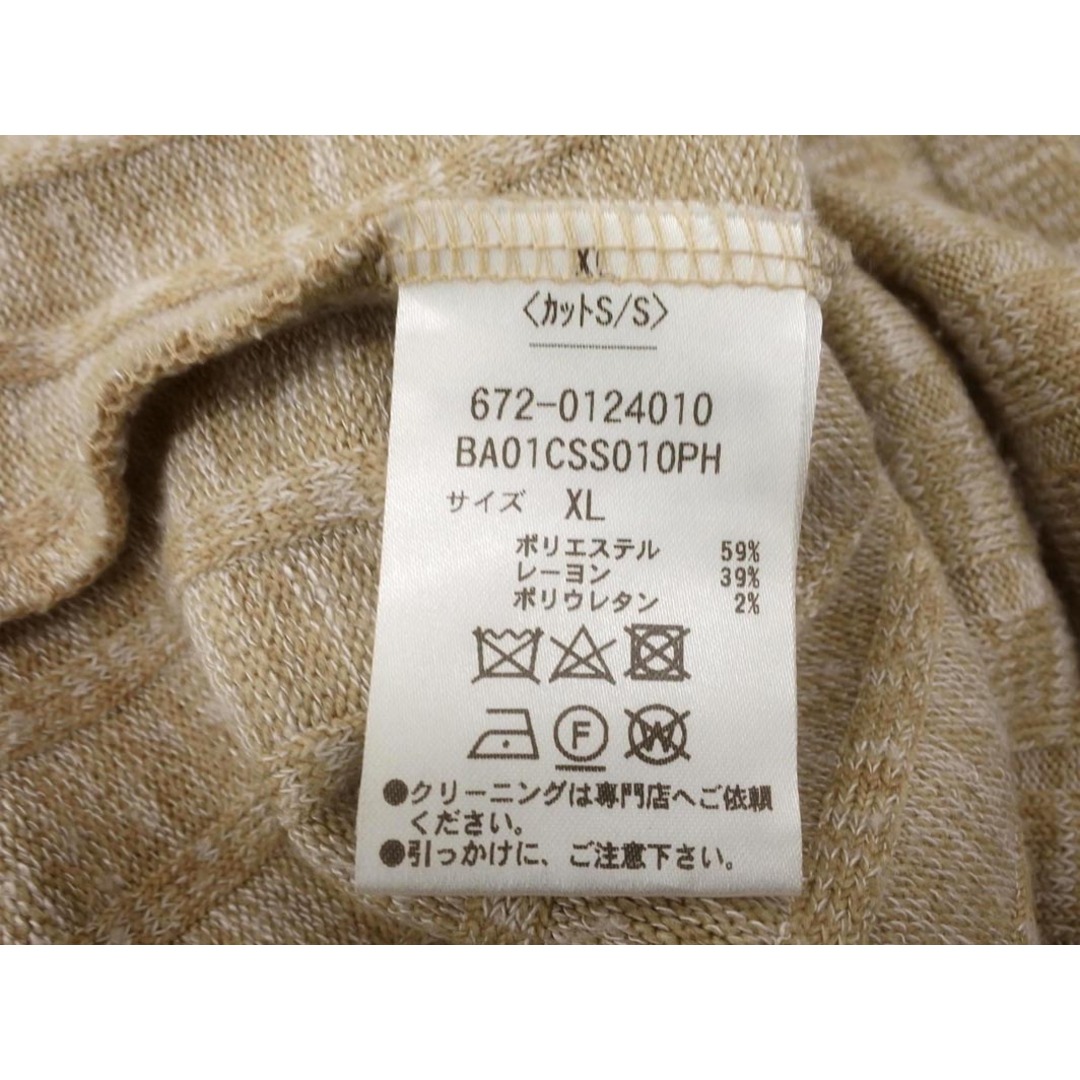 XL
〈カットS/S〉
672-0124010
BA01CSS010PH
サイズ XL
ポリエステル 59%
レーヨン 39%
ポリウレタン 2%
F W
●クリーニングは専門店へご依頼
ください。
●引っかけに、ご注意下さい。